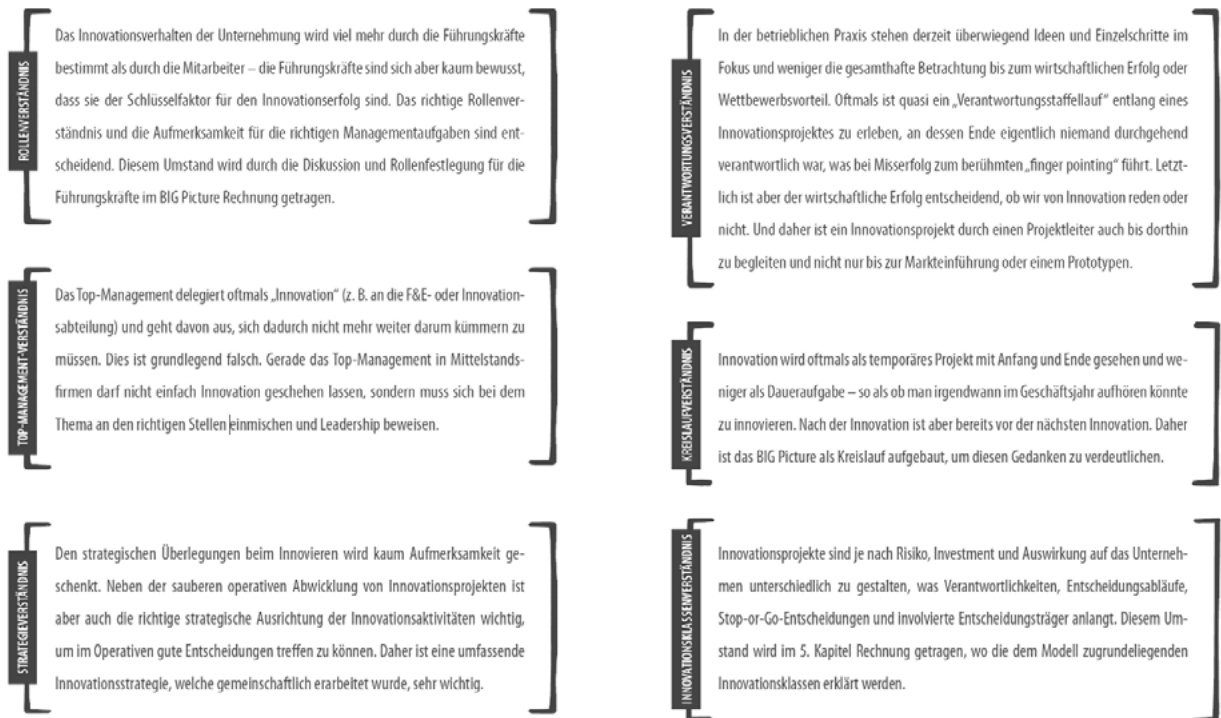 ROLLENVERSTÄNDNIS
Das Innovationsverhalten der Unternehmung wird viel mehr durch die Führungskräfte
bestimmt als durch die Mitarbeiter – die Führungskräfte sind sich aber kaum bewusst,
dass sie der Schlüsselfaktor für den Innovationserfolg sind. Das richtige Rollenver-
ständnis und die Aufmerksamkeit für die richtigen Managementaufgaben sind ent-
scheidend. Diesem Umstand wird durch die Diskussion und Rollenfestlegung für die
Führungskräfte im BIG Picture Rechnung getragen.
TOP-MANAGEMENT-VERSTÄNDNIS
Das Top-Management delegiert oftmals „Innovation“ (z. B. an die F&E- oder Innovation-
sabteilung) und geht davon aus, sich dadurch nicht mehr weiter darum kümmern zu
müssen. Dies ist grundlegend falsch. Gerade das Top-Management in Mittelstands-
firmen darf nicht einfach Innovation geschehen lassen, sondern muss sich bei dem
Thema an den richtigen Stellen einmischen und Leadership beweisen.
STRATEGIEVERSTÄNDNIS
Den strategischen Überlegungen beim Innovieren wird kaum Aufmerksamkeit ge-
schenkt. Neben der sauberen operativen Abwicklung von Innovationsprojekten ist
aber auch die richtige strategische Ausrichtung der Innovationsaktivitäten wichtig,
um im Operativen gute Entscheidungen treffen zu können. Daher ist eine umfassende
Innovationsstrategie, welche gemeinschaftlich erarbeitet wurde, sehr wichtig.
VERANTWORTUNGSVERSTÄNDNIS
In der betrieblichen Praxis stehen derzeit überwiegend Ideen und Einzelschritte im
Fokus und weniger die gesamthafte Betrachtung bis zum wirtschaftlichen Erfolg oder
Wettbewerbsvorteil. Oftmals ist quasi ein „Verantwortungsstaffellauf“ entlang eines
Innovationsprojektes zu erleben, an dessen Ende eigentlich niemand durchgehend
verantwortlich war, was bei Misserfolg zum berühmten „finger pointing“ führt. Letzt-
lich ist aber der wirtschaftliche Erfolg entscheidend, ob wir von Innovation reden oder
nicht. Und daher ist ein Innovationsprojekt durch einen Projektleiter auch bis dorthin
zu begleiten und nicht nur bis zur Markteinführung oder einem Prototypen.
KREISLAUFVERSTÄNDNIS
Innovation wird oftmals als temporäres Projekt mit Anfang und Ende gesehen und we-
niger als Daueraufgabe – so als ob man irgendwann im Geschäftsjahr aufhören könnte
zu innovieren. Nach der Innovation ist aber bereits vor der nächsten Innovation. Daher
ist das BIG Picture als Kreislauf aufgebaut, um diesen Gedanken zu verdeutlichen.
INNOVATIONSKLASSENVERSTÄNDNIS
Innovationsprojekte sind je nach Risiko, Investment und Auswirkung auf das Unterneh-
men unterschiedlich zu gestalten, was Verantwortlichkeiten, Entscheidungsabläufe,
Stop-or-Go-Entscheidungen und involvierte Entscheidungsträger anlangt. Diesem Um-
stand wird im 5. Kapitel Rechnung getragen, wo die dem Modell zugrundeliegenden
Innovationsklassen erklärt werden.